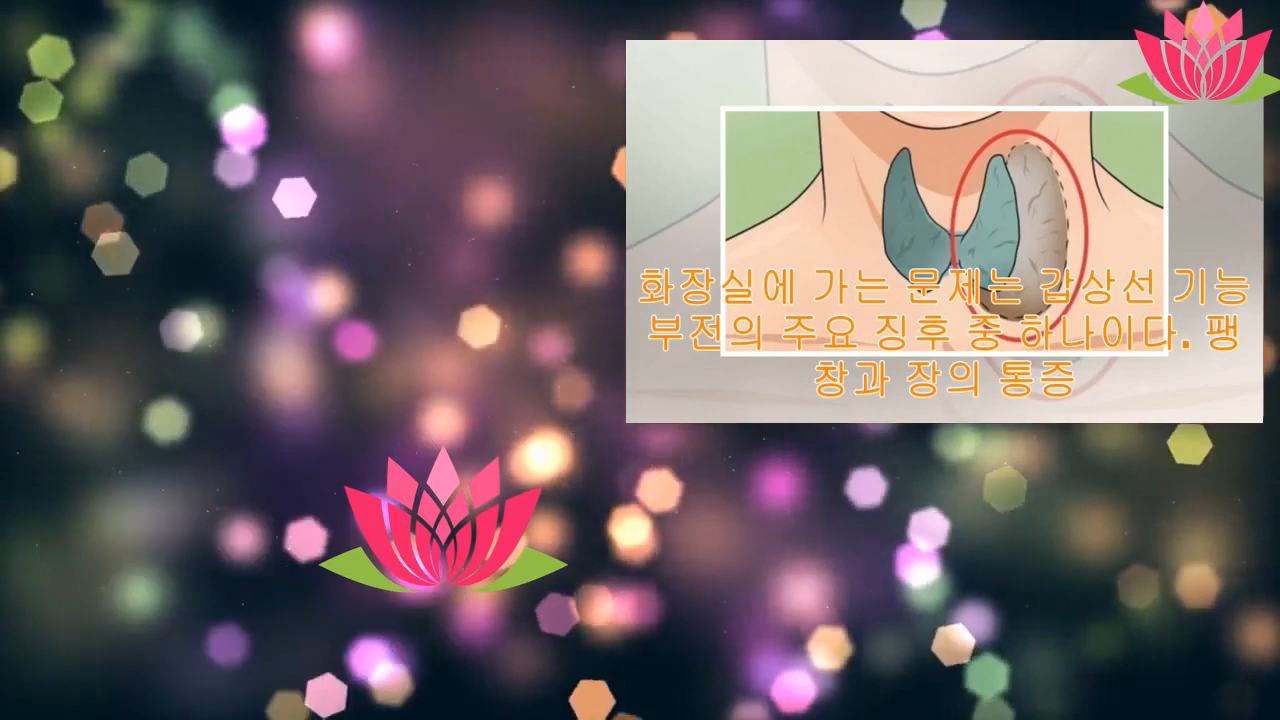 화장실에 가는 문제는 갑상선 기능
부전의 주요 징후 중 하나이다. 팽
창과 장의 통증